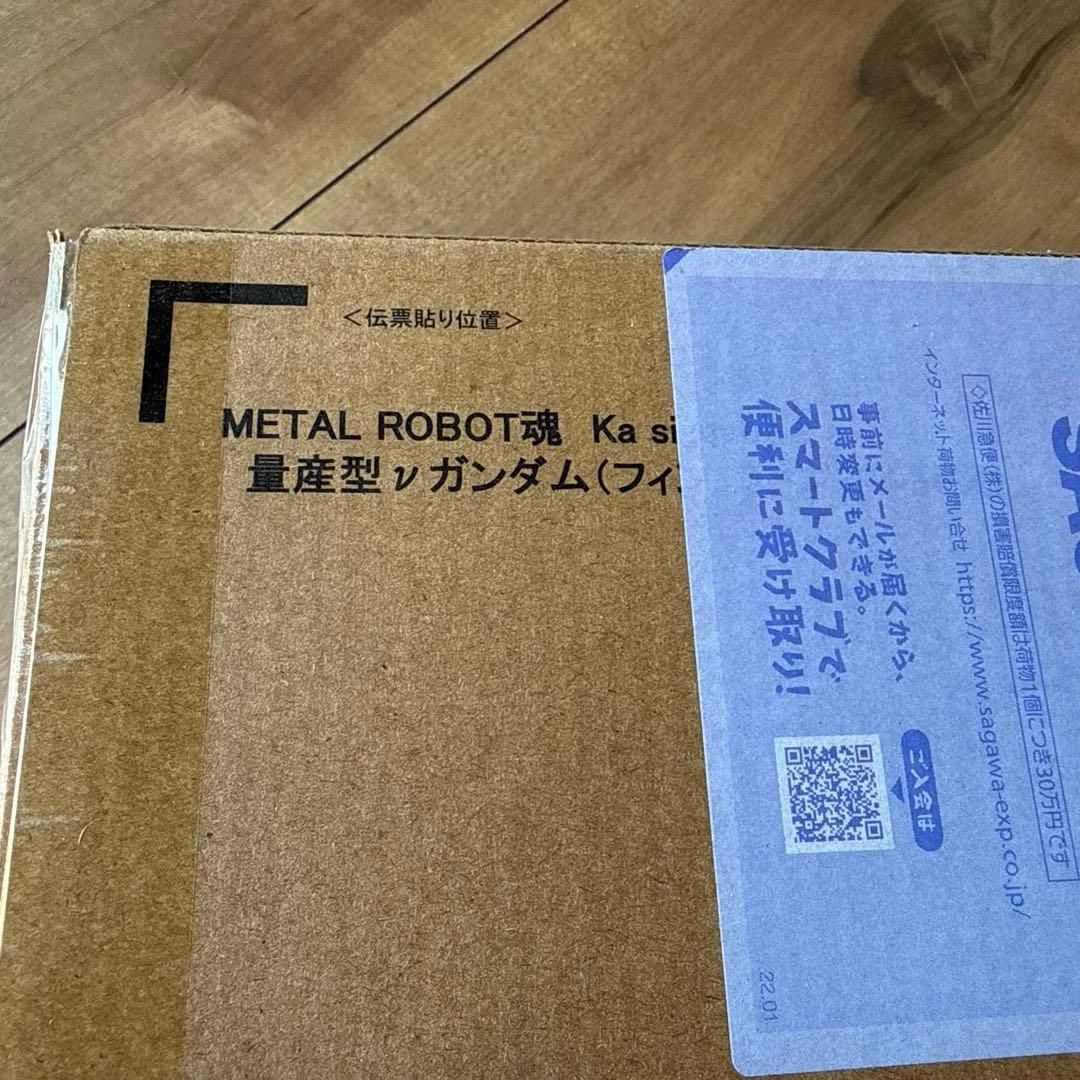 <伝票貼り位置>
METAL ROBOT魂 Ka si
量産型νガンダム(フィ
事前にメールが届くから、
日時変更もできる。
スマートクラブで
便利に受け取り!
ご入会は
インターネット荷物お問い合せ https://www.sagawa-exp.co.jp/
◇佐川急便(株)の損害賠償限度額は荷物1個につき30万円です
SA
22.01